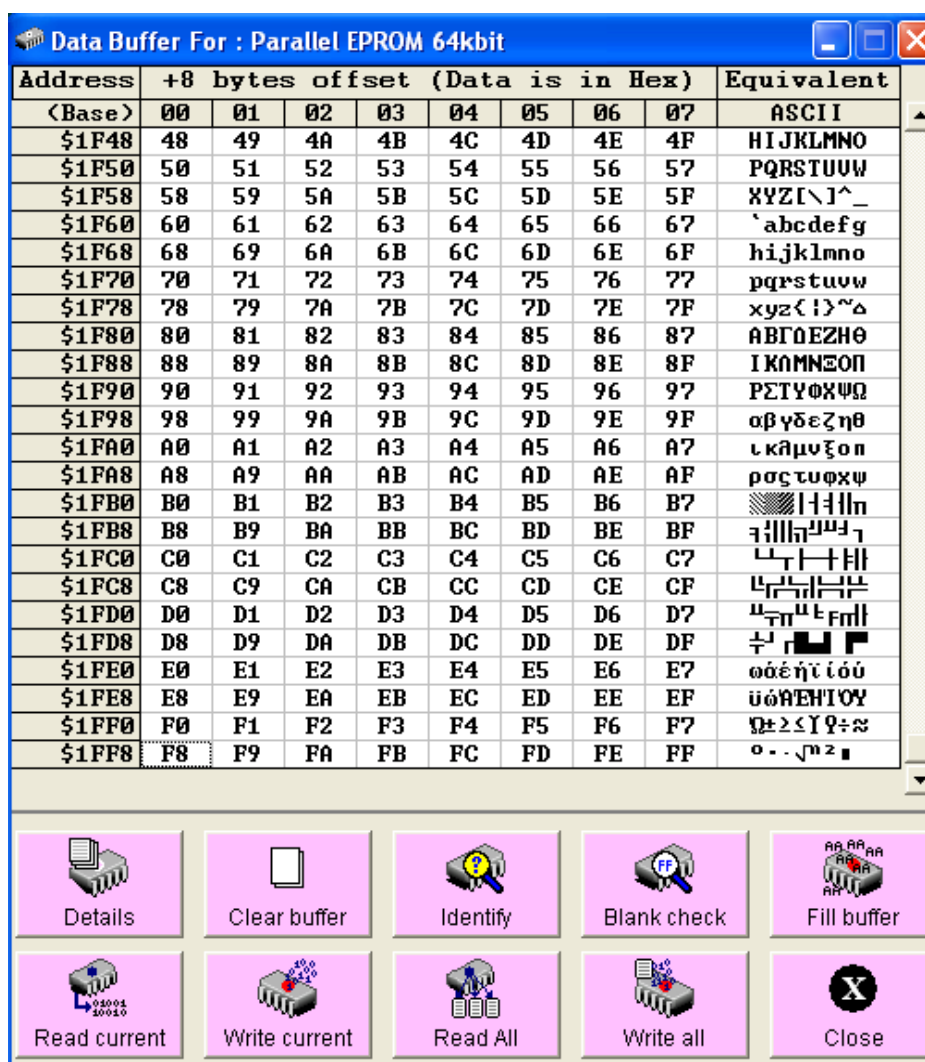 Data Buffer For : Parallel EPROM 64kbit
Address +8 bytes offset (Data is in Hex) Equivalent
(Base) 00 01 02 03 04 05 06 07 ASCII
$1F48 48 49 4A 4B 4C 4D 4E 4F HIJKLMNO
$1F50 50 51 52 53 54 55 56 57 PQRSTUVW
$1F58 58 59 5A 5B 5C 5D 5E 5F XYZ[\]^_
$1F60 60 61 62 63 64 65 66 67 `abcdefg
$1F68 68 69 6A 6B 6C 6D 6E 6F hijklmno
$1F70 70 71 72 73 74 75 76 77 pqrstuvw
$1F78 78 79 7A 7B 7C 7D 7E 7F xyz{|}~⌂
$1F80 80 81 82 83 84 85 86 87 ΑΒΓΔΕΖΗΘ
$1F88 88 89 8A 8B 8C 8D 8E 8F ΙΚΛΜΝΞΟΠ
$1F90 90 91 92 93 94 95 96 97 ΡΣΤΥΦΧΨΩ
$1F98 98 99 9A 9B 9C 9D 9E 9F αβγδεζηθ
$1FA0 A0 A1 A2 A3 A4 A5 A6 A7 ικλμνξοπ
$1FA8 A8 A9 AA AB AC AD AE AF ρσςτυφχψ
$1FB0 B0 B1 B2 B3 B4 B5 B6 B7 ░▒▓│┤╡╢╖
$1FB8 B8 B9 BA BB BC BD BE BF ╕╣║╗╝╜╛┐
$1FC0 C0 C1 C2 C3 C4 C5 C6 C7 └┴┬├─┼╞╟
$1FC8 C8 C9 CA CB CC CD CE CF ╚╔╩╦╠═╬╧
$1FD0 D0 D1 D2 D3 D4 D5 D6 D7 ╨╤╥╙╘╒╓╫
$1FD8 D8 D9 DA DB DC DD DE DF ╪┘┌█▄▌▐▀
$1FE0 E0 E1 E2 E3 E4 E5 E6 E7 ωάέήϊίόύ
$1FE8 E8 E9 EA EB EC ED EE EF ϋώΆΈΉΊΌΎ
$1FF0 F0 F1 F2 F3 F4 F5 F6 F7 Ώ±≥≤ΪΫ÷≈
$1FF8 F8 F9 FA FB FC FD FE FF °∙·√ⁿ²■
Details Clear buffer Identify Blank check Fill buffer
Read current Write current Read All Write all Close